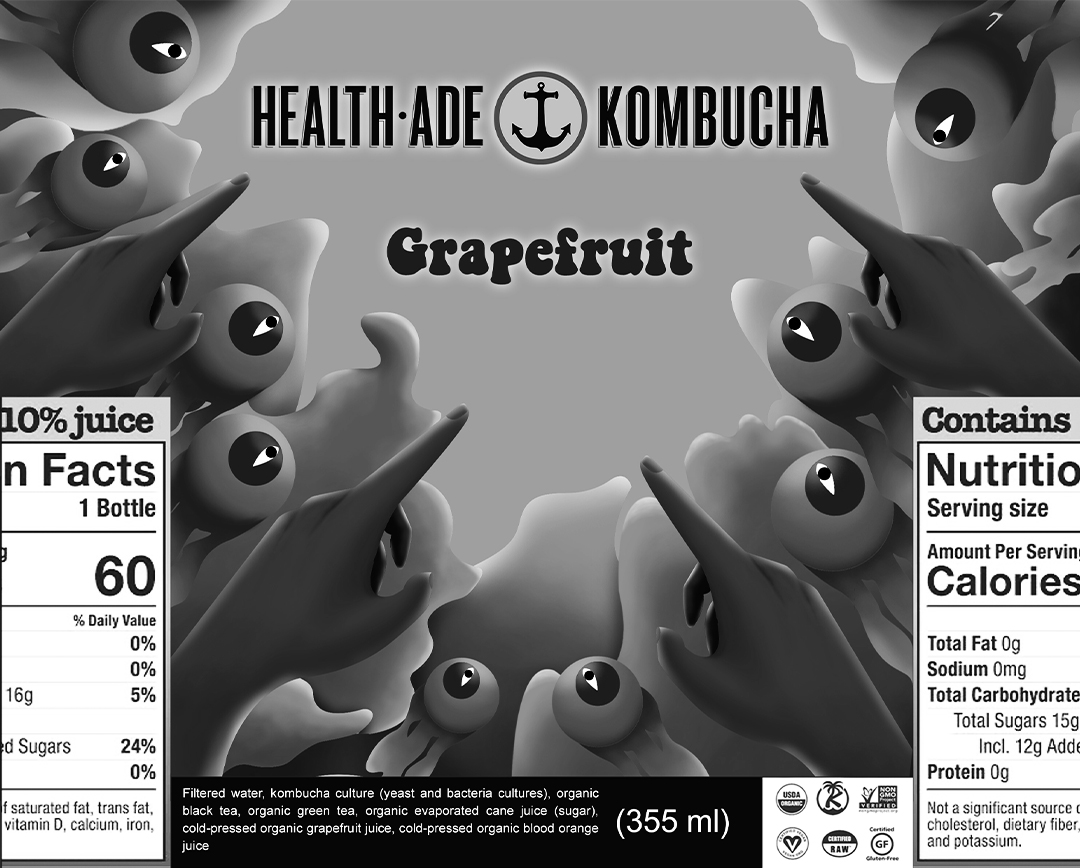 HEALTH·ADE KOMBUCHA
Grapefruit
10% juice
n Facts
1 Bottle
g
60
% Daily Value
0%
0%
16g 5%
ed Sugars 24%
0%
f saturated fat, trans fat,
vitamin D, calcium, iron,
Filtered water, kombucha culture (yeast and bacteria cultures), organic
black tea, organic green tea, organic evaporated cane juice (sugar),
cold-pressed organic grapefruit juice, cold-pressed organic blood orange
juice
(355 ml)
USDA
ORGANIC
NON
GMO
Project
VERIFIED
CERTIFIED
RAW
Certified
GF
Gluten-Free
Contains
Nutritio
Serving size
Amount Per Serving
Calories
Total Fat 0g
Sodium 0mg
Total Carbohydrate
Total Sugars 15g
Incl. 12g Adde
Protein 0g
Not a significant source o
cholesterol, dietary fiber,
and potassium.